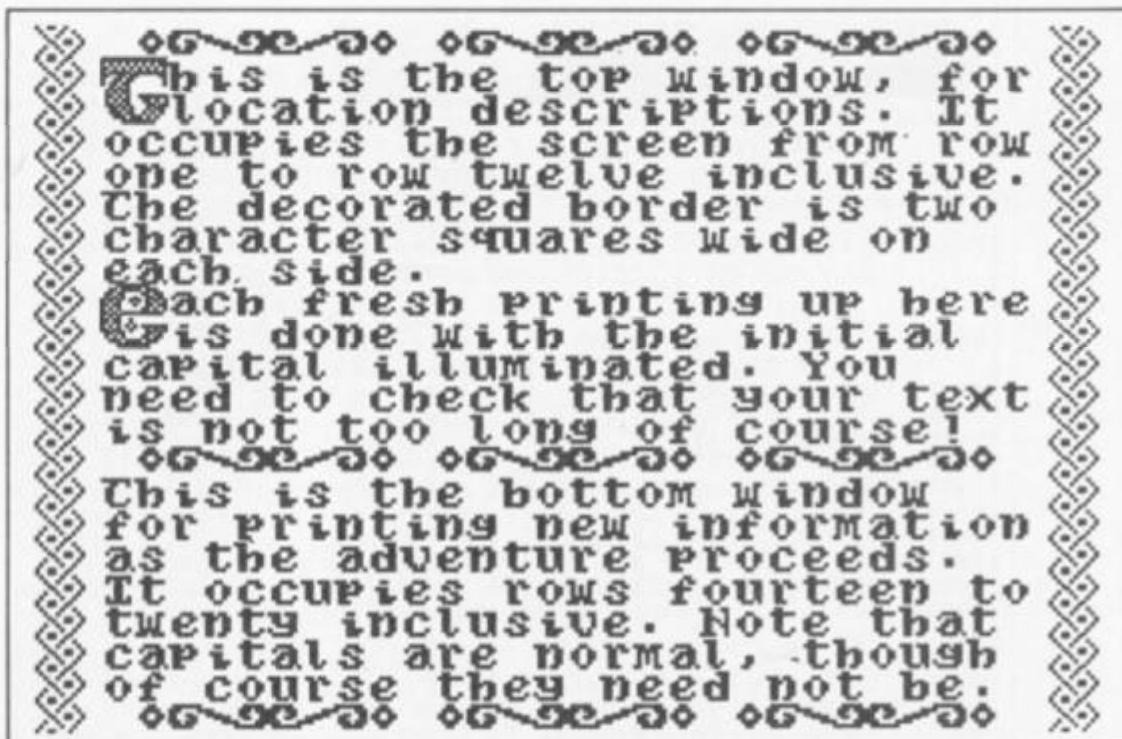 This is the top window, for
location descriptions. It
occupies the screen from row
one to row twelve inclusive.
The decorated border is two
character squares wide on
each side.
Each fresh printing up here
is done with the initial
capital illuminated. You
need to check that your text
is not too long of course!
This is the bottom window
for printing new information
as the adventure proceeds.
It occupies rows fourteen to
twenty inclusive. Note that
capitals are normal, though
of course they need not be.